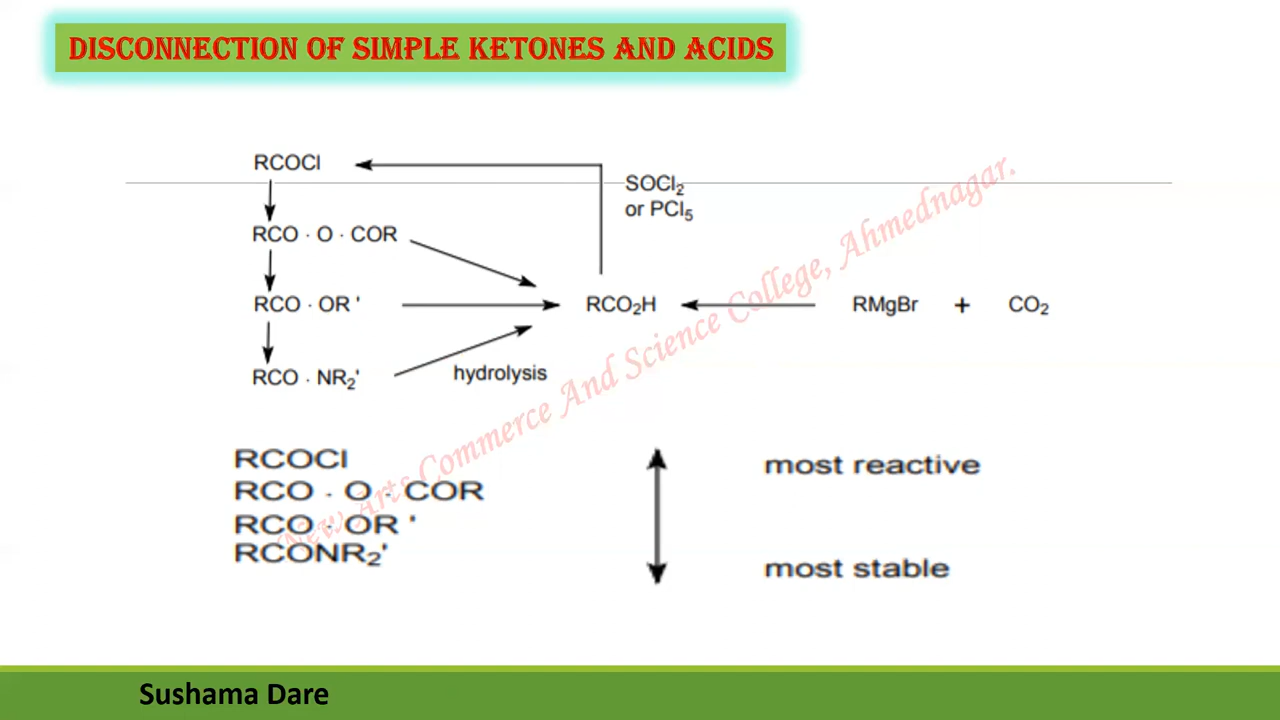 DISCONNECTION OF SIMPLE KETONES AND ACIDS
RCOCl
SOCl₂
or PCl₅
RCO · O · COR
RCO · OR '
RCO₂H
RMgBr + CO₂
RCO · NR₂'
hydrolysis
RCOCl
most reactive
RCO · O · COR
RCO · OR '
RCONR₂'
most stable
(New Arts Commerce And Science College, Ahmednagar.
Sushama Dare